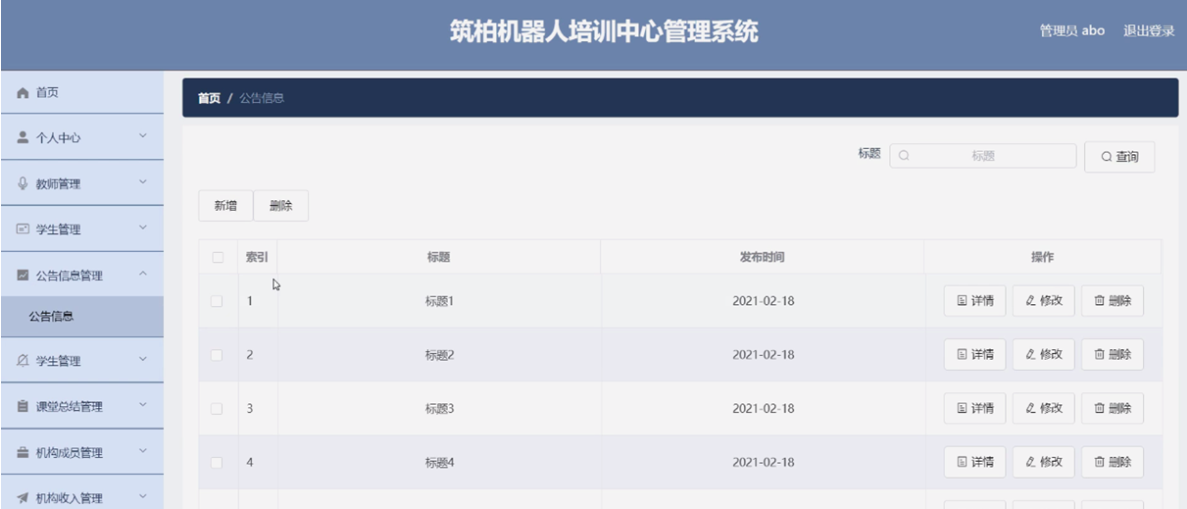 筑柏机器人培训中心管理系统
管理员 abo 退出登录
首页
个人中心
教师管理
学生管理
公告信息管理
公告信息
学生管理
课堂总结管理
机构成员管理
机构收入管理
首页 / 公告信息
标题 标题 查询
新增 删除
索引 标题 发布时间 操作
1 标题1 2021-02-18 详情 修改 删除
2 标题2 2021-02-18 详情 修改 删除
3 标题3 2021-02-18 详情 修改 删除
4 标题4 2021-02-18 详情 修改 删除